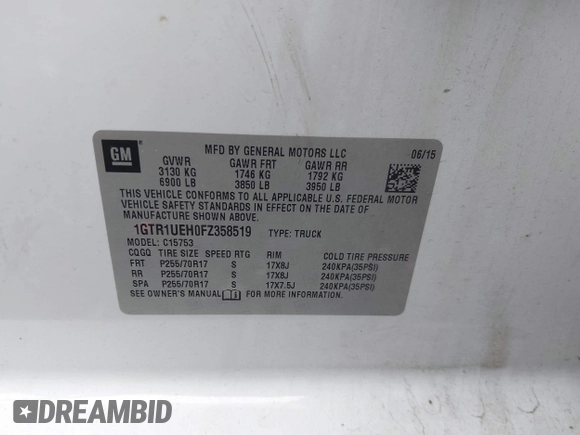 GM
MFD BY GENERAL MOTORS LLC 06/15
GVWR GAWR FRT GAWR RR
3130 KG 1746 KG 1792 KG
6900 LB 3850 LB 3950 LB
THIS VEHICLE CONFORMS TO ALL APPLICABLE U.S. FEDERAL MOTOR
VEHICLE SAFETY STANDARDS IN EFFECT ON THE DATE OF
MANUFACTURE SHOWN ABOVE.
1GTR1UEH0FZ358519 TYPE: TRUCK
MODEL: C15753
CQGQ TIRE SIZE SPEED RTG RIM COLD TIRE PRESSURE
FRT P255/70R17 S 17X8J 240KPA(35PSI)
RR P255/70R17 S 17X8J 240KPA(35PSI)
SPA P255/70R17 S 17X7.5J 240KPA(35PSI)
SEE OWNER'S MANUAL FOR MORE INFORMATION.
DREAMBID